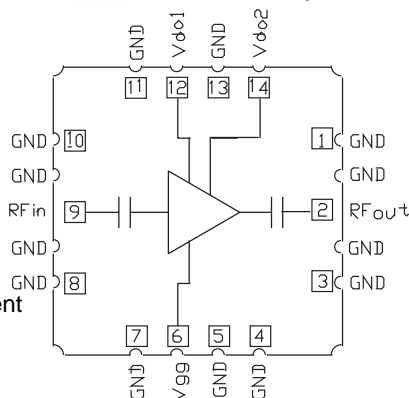 GND Vdd1 GND Vdd2
11 12 13 14
GND 10 1 GND
GND GND
RFin 9 2 RFout
GND GND
GND 8 3 GND
ent
7 6 5 4
GND Vgg GND GND